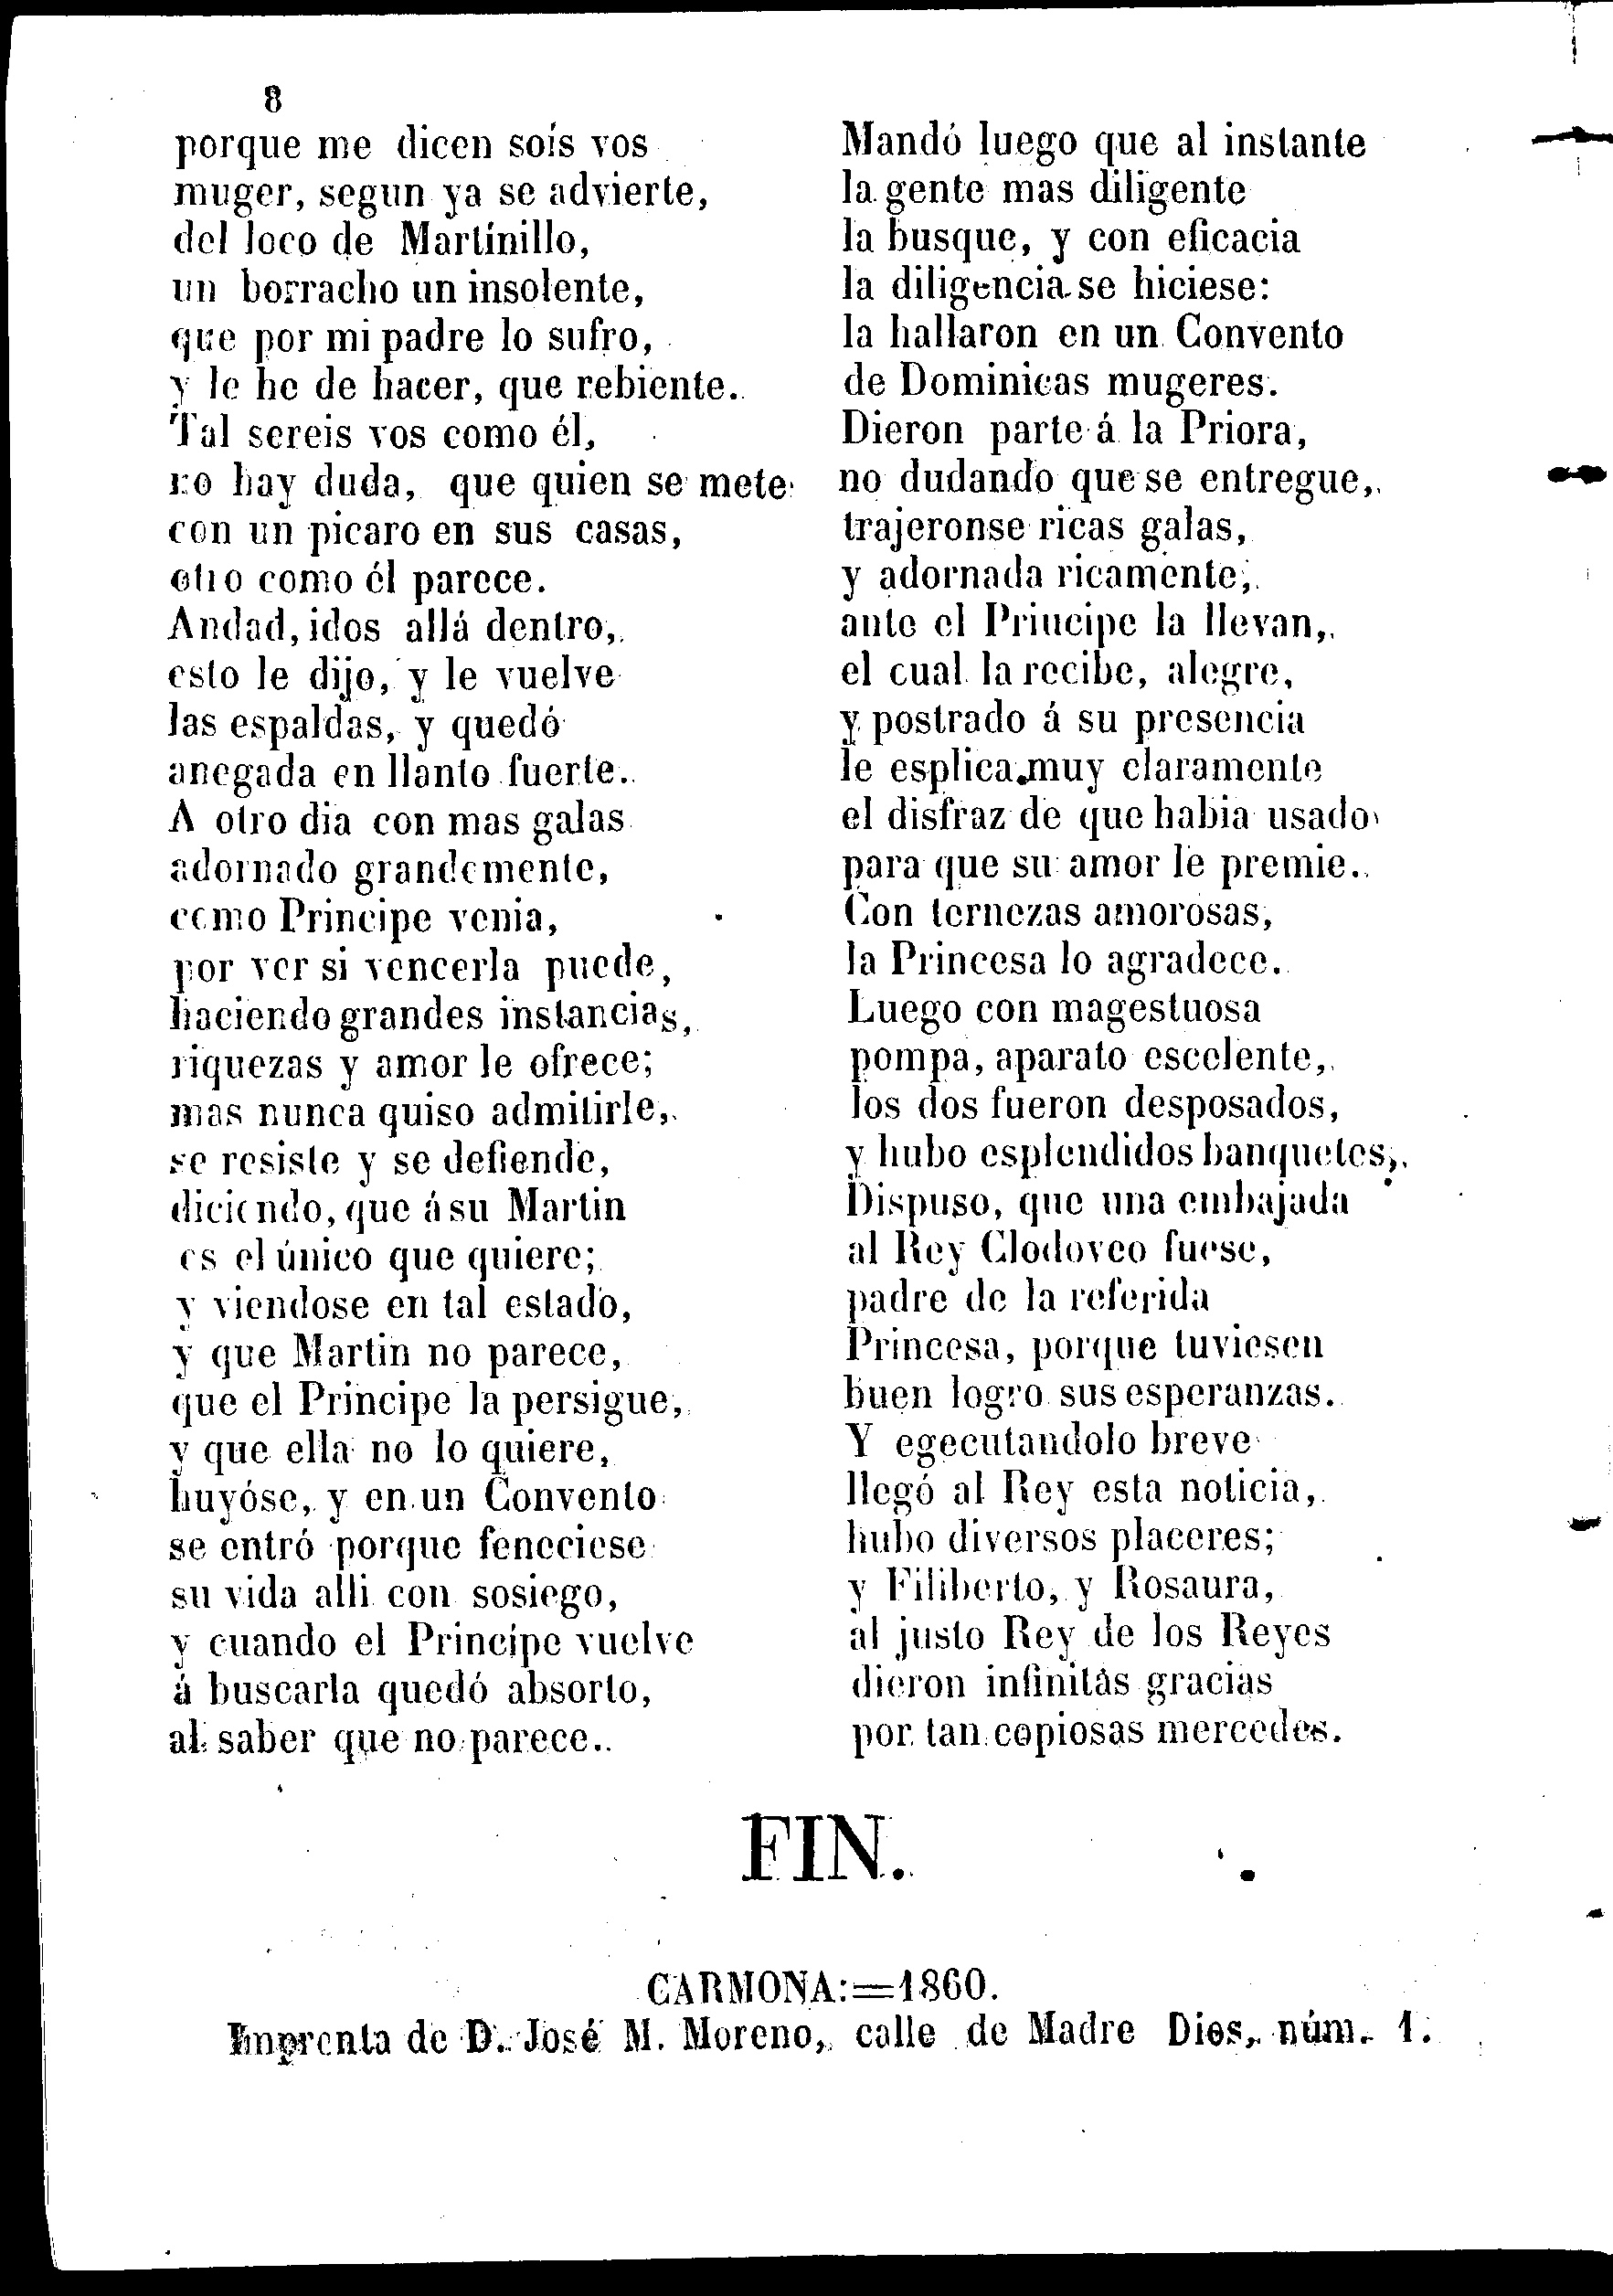 8
porque me dicen soís vos
muger, segun ya se advierte,
del loco de Martínillo,
un borracho un insolente,
que por mi padre lo sufro,
y le he de hacer, que rebiente.
Tal sereis vos como él,
no hay duda, que quien se mete
con un picaro en sus casas,
otro como él parece.
Andad, idos allá dentro,
esto le dijo, y le vuelve
las espaldas, y quedó
anegada en llanto fuerte.
A otro dia con mas galas
adornado grandemente,
como Principe venia,
por ver si vencerla puede,
haciendo grandes instancias,
riquezas y amor le ofrece;
mas nunca quiso admitirle,
se resiste y se defiende,
diciendo, que á su Martin
es el único que quiere;
y viendose en tal estado,
y que Martin no parece,
que el Principe la persigue,
y que ella no lo quiere,
huyóse, y en un Convento
se entró porque feneciese
su vida alli con sosiego,
y cuando el Principe vuelve
á buscarla quedó absorto,
al saber que no parece.
Mandó luego que al instante
la gente mas diligente
la busque, y con eficacia
la diligencia se hiciese:
la hallaron en un Convento
de Dominicas mugeres.
Dieron parte á la Priora,
no dudando que se entregue,
trajeronse ricas galas,
y adornada ricamente,
ante el Priucipe la llevan,
el cual la recibe, alegre,
y postrado á su presencia
le esplica muy claramente
el disfraz de que habia usado
para que su amor le premie.
Con ternezas amorosas,
la Princesa lo agradece.
Luego con magestuosa
pompa, aparato escelente,
los dos fueron desposados,
y hubo esplendidos banquetes,
Dispuso, que una embajada
al Rey Clodoveo fuese,
padre de la referida
Princesa, porque tuviesen
buen logro sus esperanzas.
Y egecutandolo breve
llegó al Rey esta noticia,
hubo diversos placeres;
y Filiberto, y Rosaura,
al justo Rey de los Reyes
dieron infinitas gracias
por tan copiosas mercedes.
FIN.
CARMONA:=1860.
Imprenta de D. José M. Moreno, calle de Madre Dios, núm. 1.